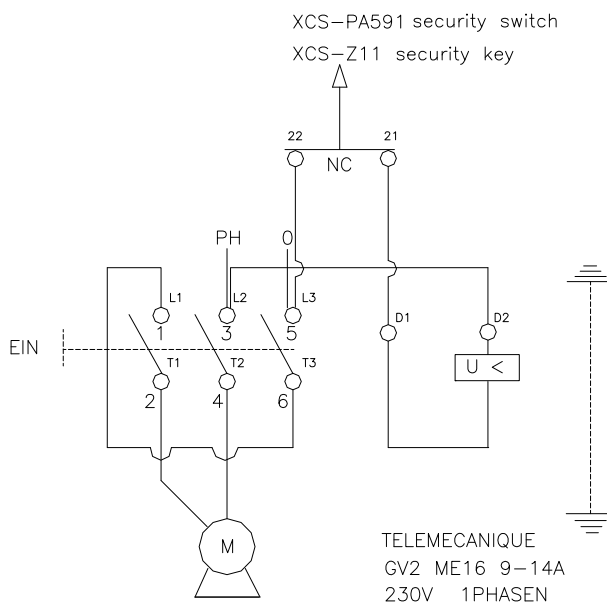 XCS-PA591 security switch
XCS-Z11 security key
22
21
NC
PH
0
L1
L2
L3
1
3
5
D1
D2
EIN
T1
T2
T3
U <
2
4
6
M
TELEMECANIQUE
GV2 ME16 9-14A
230V 1PHASEN